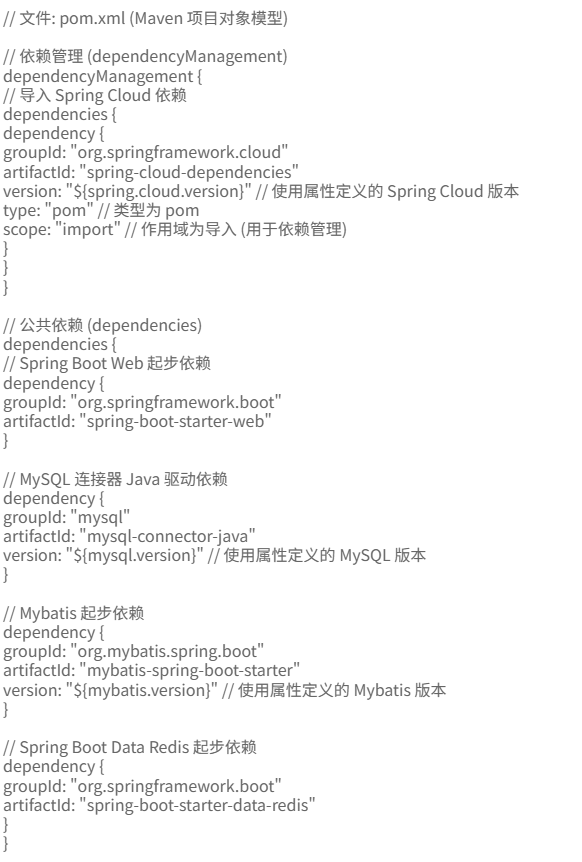 // 文件: pom.xml (Maven 项目对象模型)
// 依赖管理 (dependencyManagement)
dependencyManagement {
// 导入 Spring Cloud 依赖
dependencies {
dependency {
groupId: "org.springframework.cloud"
artifactId: "spring-cloud-dependencies"
version: "${spring.cloud.version}" // 使用属性定义的 Spring Cloud 版本
type: "pom" // 类型为 pom
scope: "import" // 作用域为导入 (用于依赖管理)
}
}
}
// 公共依赖 (dependencies)
dependencies {
// Spring Boot Web 起步依赖
dependency {
groupId: "org.springframework.boot"
artifactId: "spring-boot-starter-web"
}
// MySQL 连接器 Java 驱动依赖
dependency {
groupId: "mysql"
artifactId: "mysql-connector-java"
version: "${mysql.version}" // 使用属性定义的 MySQL 版本
}
// Mybatis 起步依赖
dependency {
groupId: "org.mybatis.spring.boot"
artifactId: "mybatis-spring-boot-starter"
version: "${mybatis.version}" // 使用属性定义的 Mybatis 版本
}
// Spring Boot Data Redis 起步依赖
dependency {
groupId: "org.springframework.boot"
artifactId: "spring-boot-starter-data-redis"
}
}